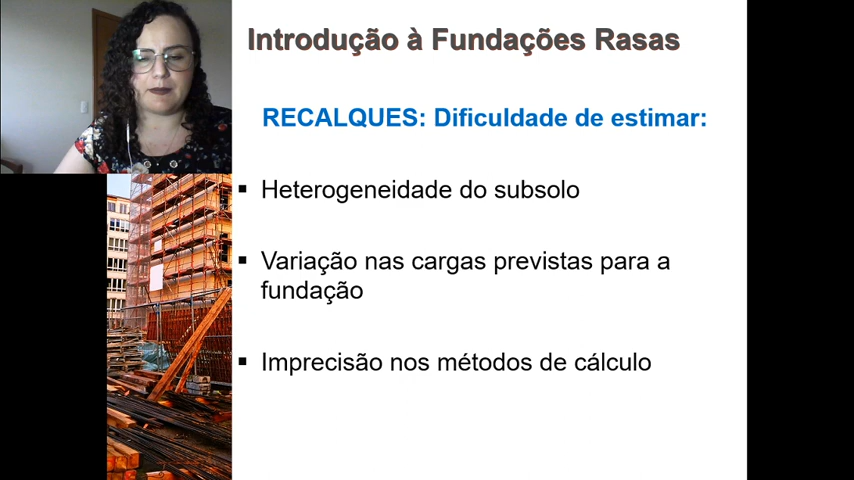 Introdução à Fundações Rasas
RECALQUES: Dificuldade de estimar:
▪ Heterogeneidade do subsolo
▪ Variação nas cargas previstas para a
fundação
▪ Imprecisão nos métodos de cálculo